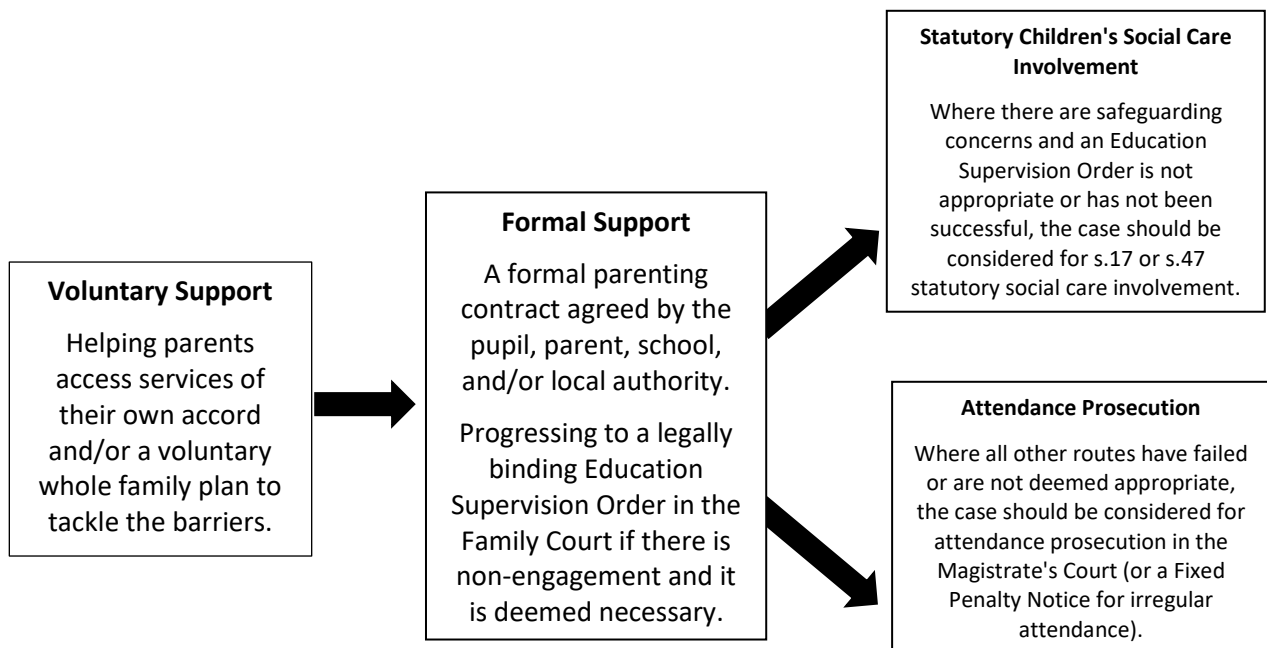 Voluntary Support
Helping parents
access services of
their own accord
and/or a voluntary
whole family plan to
tackle the barriers.
Formal Support
A formal parenting
contract agreed by the
pupil, parent, school,
and/or local authority.
Progressing to a legally
binding Education
Supervision Order in the
Family Court if there is
non-engagement and it
is deemed necessary.
Statutory Children's Social Care
Involvement
Where there are safeguarding
concerns and an Education
Supervision Order is not
appropriate or has not been
successful, the case should be
considered for s.17 or s.47
statutory social care involvement.
Attendance Prosecution
Where all other routes have failed
or are not deemed appropriate,
the case should be considered for
attendance prosecution in the
Magistrate's Court (or a Fixed
Penalty Notice for irregular
attendance).